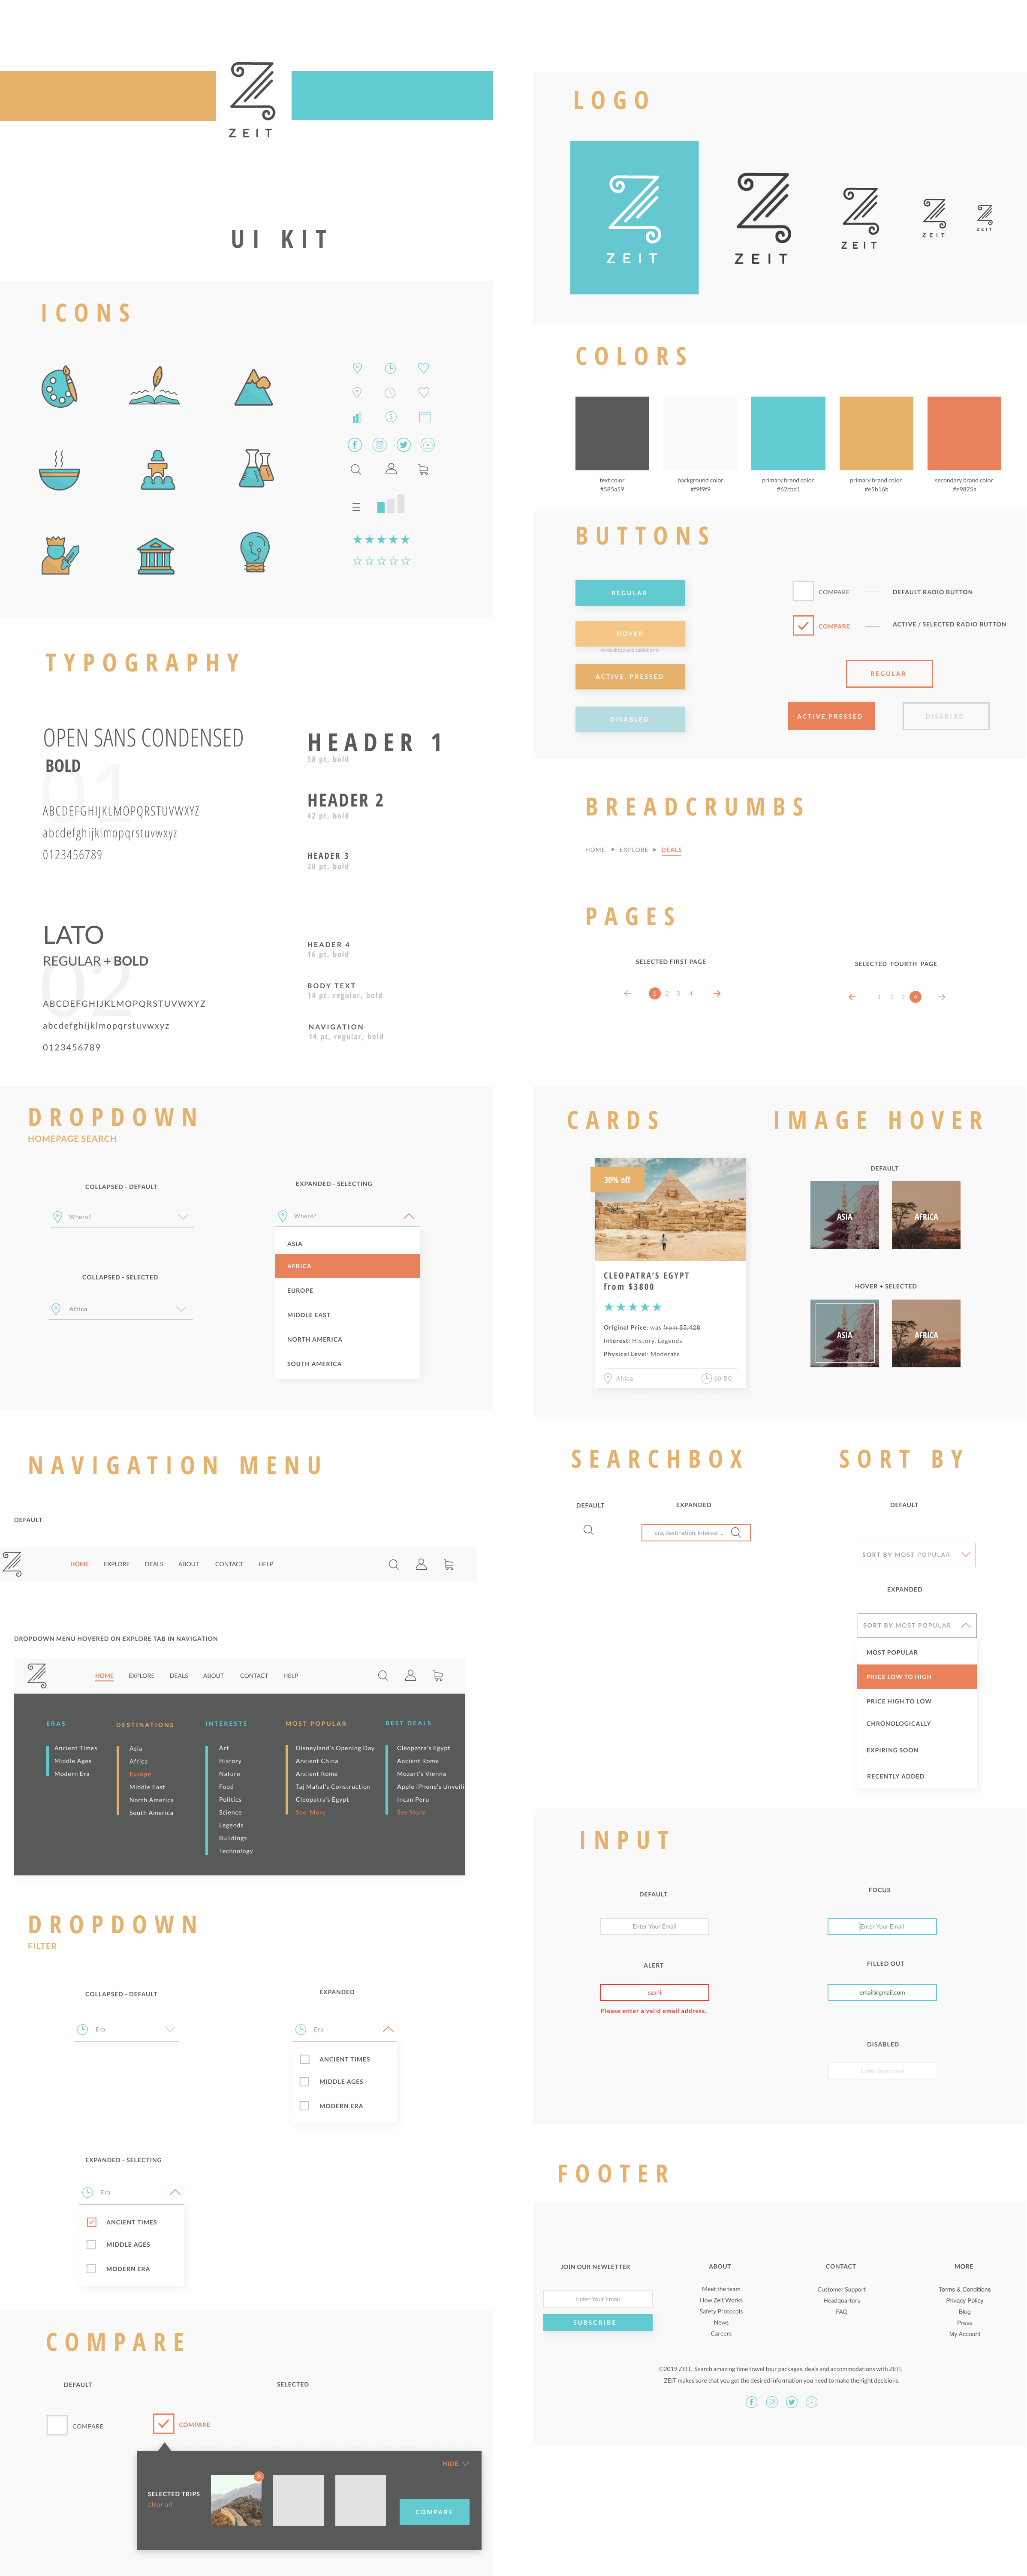 ZEIT
UI KIT
ICONS
TYPOGRAPHY
OPEN SANS CONDENSED
BOLD
01
ABCDEFGHIJKLMOPQRSTUVWXYZ
abcdefghijklmopqrstuvwxyz
0123456789
HEADER 1
58 pt, bold
HEADER 2
42 pt, bold
HEADER 3
20 pt, bold
LATO
REGULAR + BOLD
02
ABCDEFGHIJKLMOPQRSTUVWXYZ
abcdefghijklmopqrstuvwxyz
0123456789
HEADER 4
16 pt, bold
BODY TEXT
14 pt, regular, bold
NAVIGATION
14 pt, regular, bold
DROPDOWN
HOMEPAGE SEARCH
COLLAPSED - DEFAULT
Where?
COLLAPSED - SELECTED
Africa
EXPANDED - SELECTING
Where?
ASIA
AFRICA
EUROPE
MIDDLE EAST
NORTH AMERICA
SOUTH AMERICA
NAVIGATION MENU
DEFAULT
HOME EXPLORE DEALS ABOUT CONTACT HELP
DROPDOWN MENU HOVERED ON EXPLORE TAB IN NAVIGATION
HOME EXPLORE DEALS ABOUT CONTACT HELP
ERAS
Ancient Times
Middle Ages
Modern Era
DESTINATIONS
Asia
Africa
Europe
Middle East
North America
South America
INTERESTS
Art
History
Nature
Food
Politics
Science
Legends
Buildings
Technology
MOST POPULAR
Disneyland's Opening Day
Ancient China
Ancient Rome
Taj Mahal's Construction
Cleopatra's Egypt
See More
BEST DEALS
Cleopatra's Egypt
Ancient Rome
Mozart's Vienna
Apple iPhone's Unveili
Incan Peru
See More
DROPDOWN
FILTER
COLLAPSED - DEFAULT
Era
EXPANDED
Era
ANCIENT TIMES
MIDDLE AGES
MODERN ERA
EXPANDED - SELECTING
Era
ANCIENT TIMES
MIDDLE AGES
MODERN ERA
COMPARE
DEFAULT
COMPARE
SELECTED
COMPARE
HIDE
SELECTED TRIPS
clear all
COMPARE
LOGO
ZEIT
ZEIT
ZEIT
ZEIT
ZEIT
COLORS
text color
#585a59
background color
#f9f9f9
primary brand color
#62cbd1
primary brand color
#e5b16b
secondary brand color
#e9825a
BUTTONS
REGULAR
HOVER
on desktop and tablet only
ACTIVE, PRESSED
DISABLED
COMPARE
DEFAULT RADIO BUTTON
COMPARE
ACTIVE / SELECTED RADIO BUTTON
REGULAR
ACTIVE,PRESSED
DISABLED
BREADCRUMBS
HOME EXPLORE DEALS
PAGES
SELECTED FIRST PAGE
1 2 3 4
SELECTED FOURTH PAGE
1 2 3 4
CARDS
30% off
CLEOPATRA'S EGYPT
from $3800
Original Price: was from $5,428
Interest: History, Legends
Physical Level: Moderate
Africa
50 BC
IMAGE HOVER
DEFAULT
ASIA
AFRICA
HOVER + SELECTED
ASIA
AFRICA
SEARCHBOX
DEFAULT
EXPANDED
era, destination, interest ...
SORT BY
DEFAULT
SORT BY MOST POPULAR
EXPANDED
SORT BY MOST POPULAR
MOST POPULAR
PRICE LOW TO HIGH
PRICE HIGH TO LOW
CHRONOLOGICALLY
EXPIRING SOON
RECENTLY ADDED
INPUT
DEFAULT
Enter Your Email
FOCUS
Enter Your Email
ALERT
szani
Please enter a valid email address.
FILLED OUT
email@gmail.com
DISABLED
Enter Your Email
FOOTER
JOIN OUR NEWLETTER
Enter Your Email
SUBSCRIBE
ABOUT
Meet the team
How Zeit Works
Safety Protocols
News
Careers
CONTACT
Customer Support
Headquarters
FAQ
MORE
Terms & Conditions
Privacy Policy
Blog
Press
My Account
©2019 ZEIT. Search amazing time travel tour packages, deals and accommodations with ZEIT.
ZEIT makes sure that you get the desired information you need to make the right decisions.